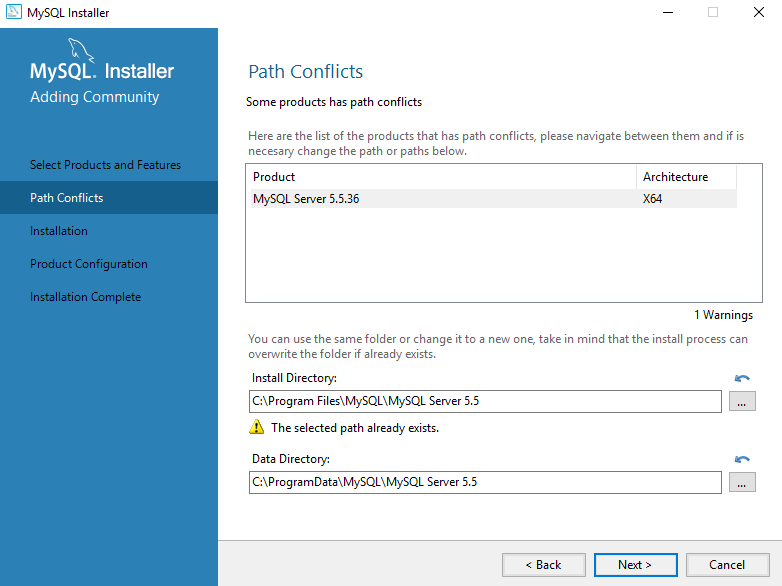 MySQL Installer
MySQL. Installer
Adding Community
Select Products and Features
Path Conflicts
Installation
Product Configuration
Installation Complete
Path Conflicts
Some products has path conflicts
Here are the list of the products that has path conflicts, please navigate between them and if is
necesary change the path or paths below.
Product Architecture
MySQL Server 5.5.36 X64
1 Warnings
You can use the same folder or change it to a new one, take in mind that the install process can
overwrite the folder if already exists.
Install Directory:
C:\Program Files\MySQL\MySQL Server 5.5
...
The selected path already exists.
Data Directory:
C:\ProgramData\MySQL\MySQL Server 5.5
...
< Back Next > Cancel